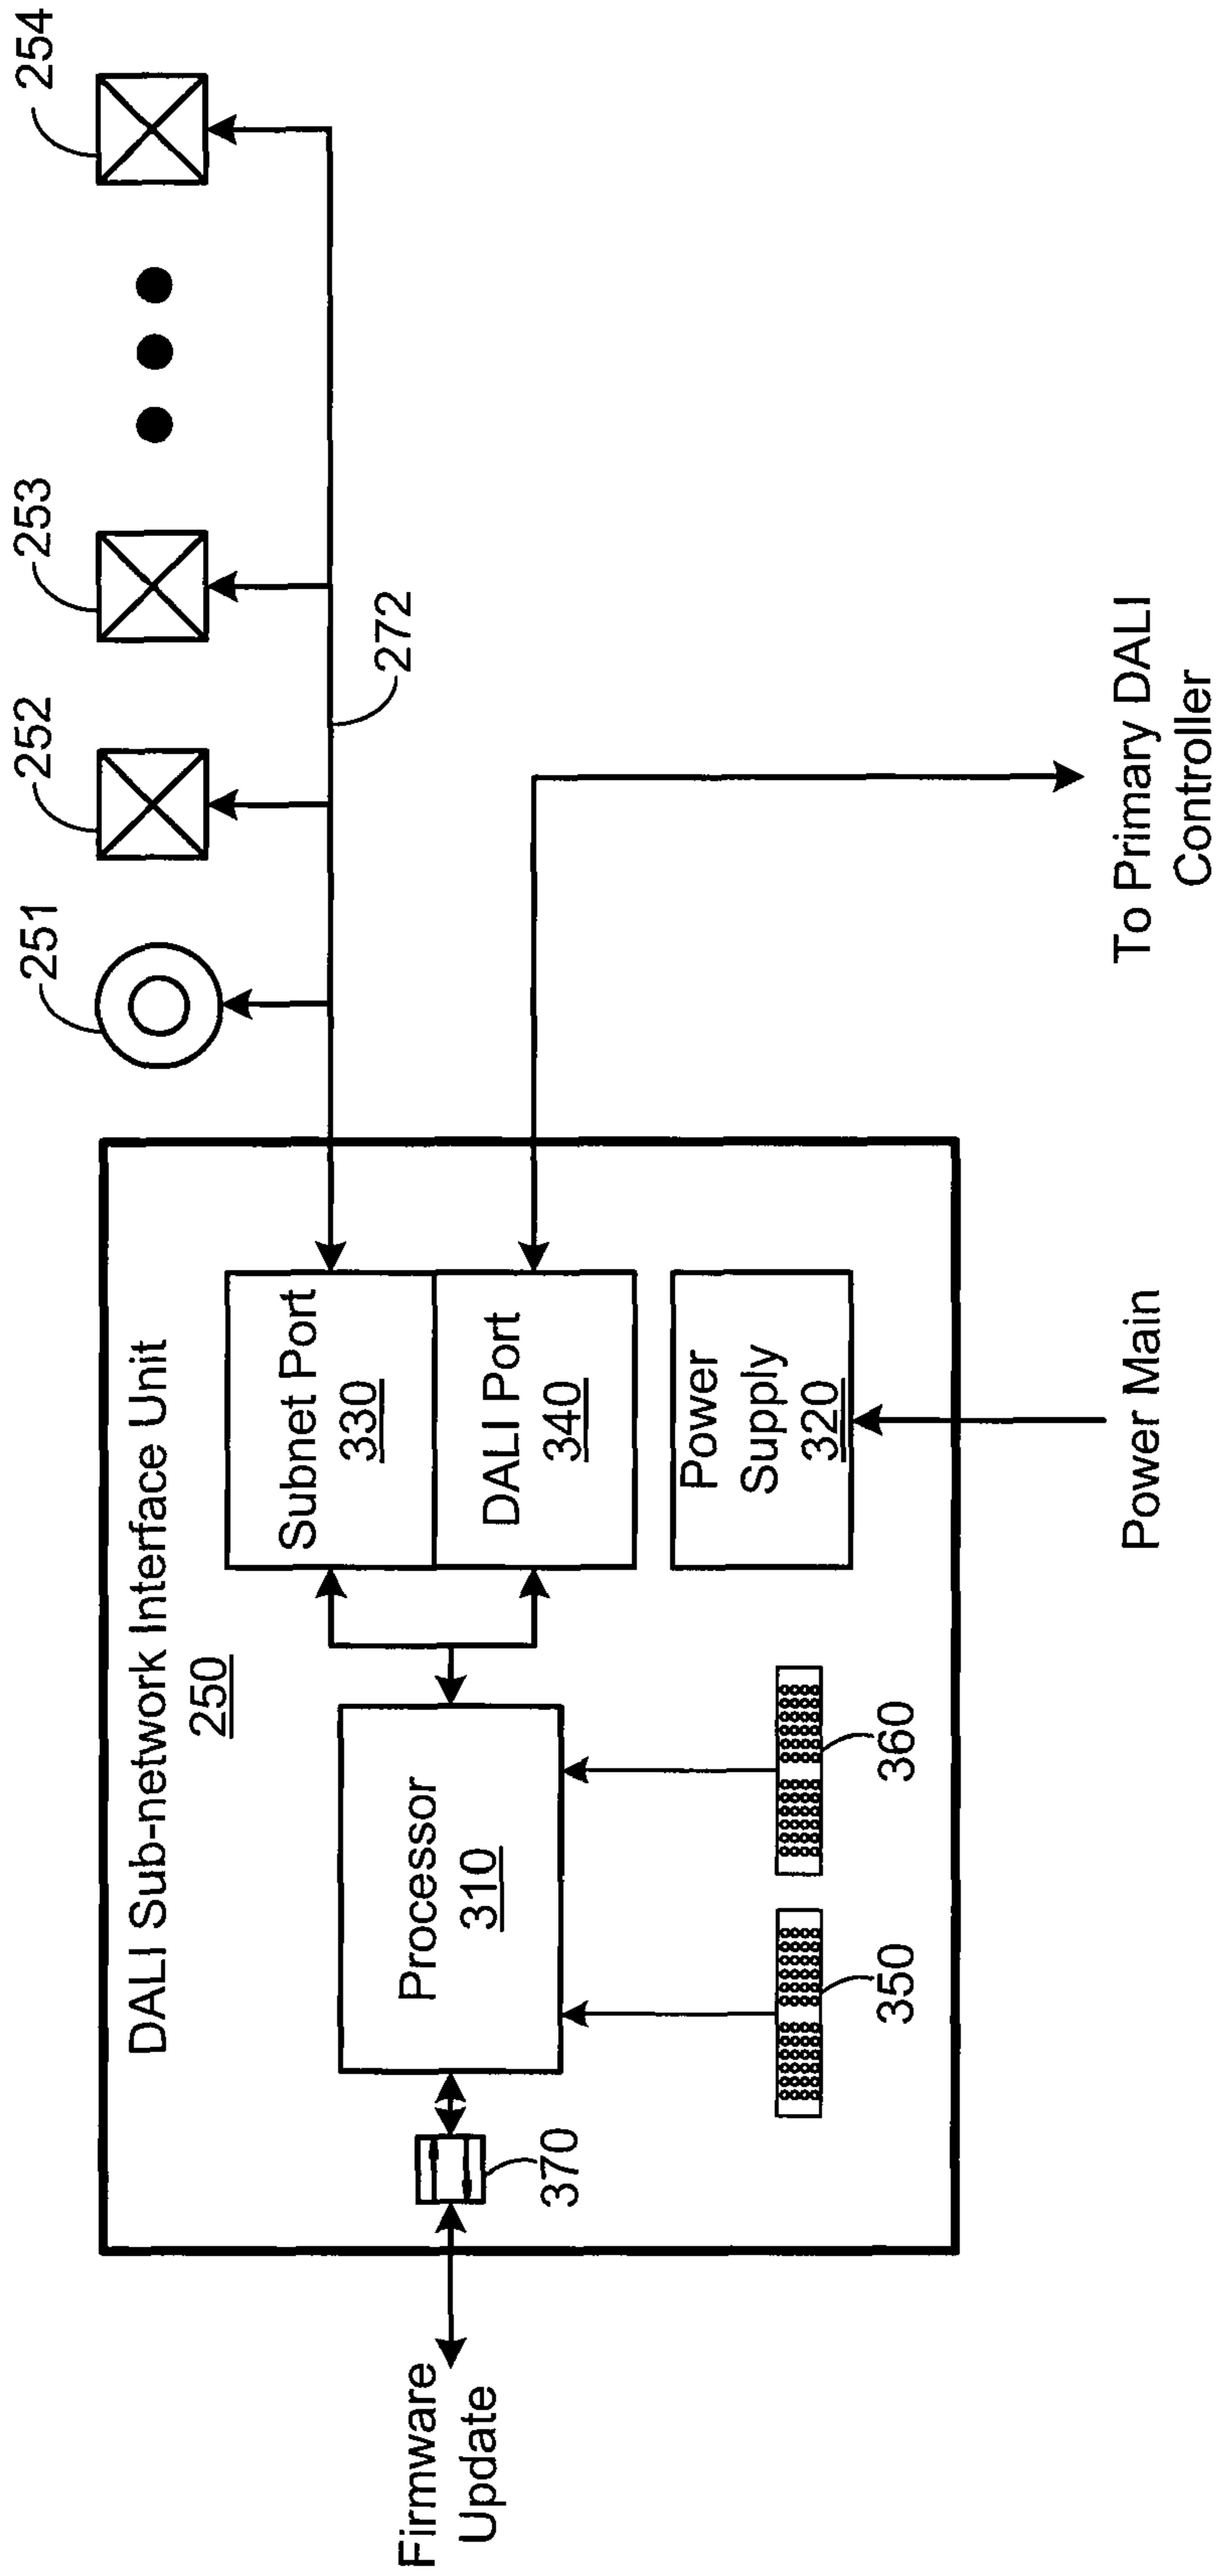 DALI Sub-network Interface Unit
250
251
252
253
254
272
Subnet Port
330
DALI Port
340
Power
Supply
320
Processor
310
350
360
370
Firmware
Update
Power Main
To Primary DALI
Controller